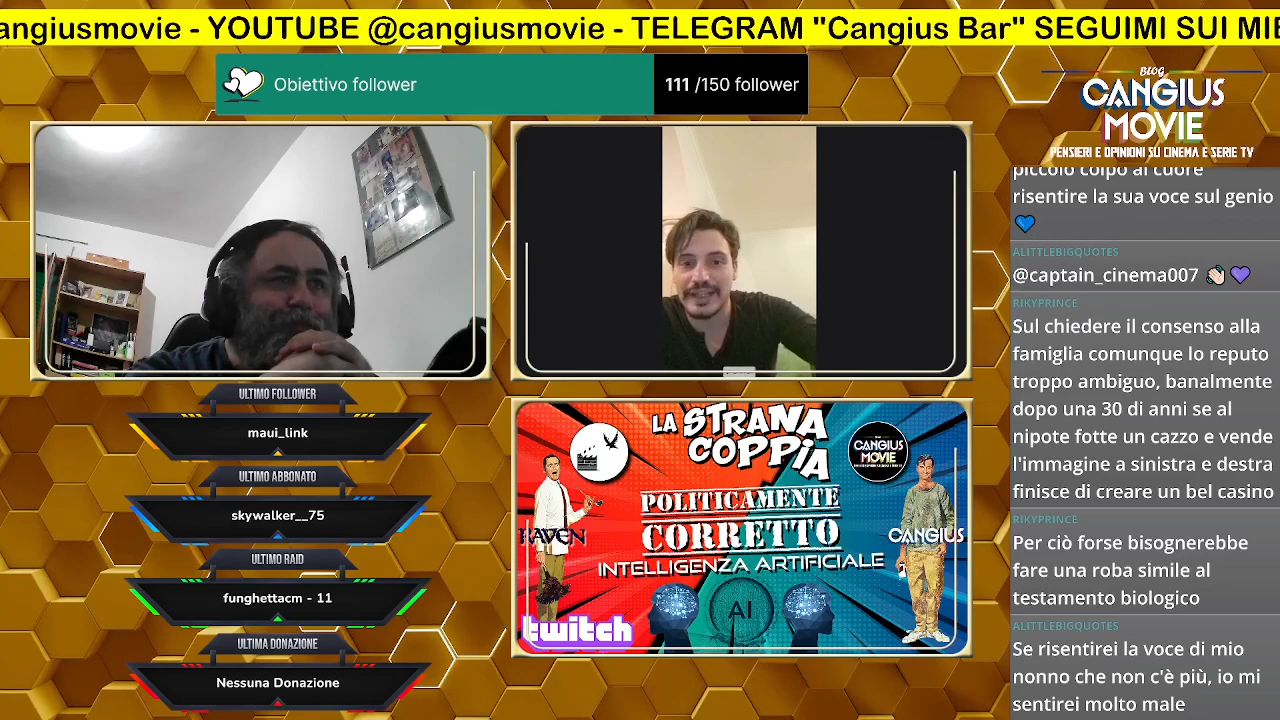 angiusmovie - YOUTUBE @cangiusmovie - TELEGRAM "Cangius Bar" SEGUIMI SUI MIE
Obiettivo follower
111 /150 follower
BLOG
CANGIUS
MOVIE
PENSIERI E OPINIONI SU CINEMA E SERIE TV
piccolo colpo al cuore
risentire la sua voce sul genio
💙
ALITTLEBIGQUOTES
@captain_cinema007 👏🏻💜
RIKYPRINCE
Sul chiedere il consenso alla
famiglia comunque lo reputo
troppo ambiguo, banalmente
dopo una 30 di anni se al
nipote fotte un cazzo e vende
l'immagine a sinistra e destra
finisce di creare un bel casino
RIKYPRINCE
Per ciò forse bisognerebbe
fare una roba simile al
testamento biologico
ALITTLEBIGQUOTES
Se risentirei la voce di mio
nonno che non c'è più, io mi
sentirei molto male
ULTIMO FOLLOWER
maui_link
ULTIMO ABBONATO
skywalker__75
ULTIMO RAID
funghettacm - 11
ULTIMA DONAZIONE
Nessuna Donazione
LA STRANA
COPPIA
CANGIUS
MOVIE
POLITICAMENTE
CORRETTO
INTELLIGENZA ARTIFICIALE
RAVEN
CANGIUS
AI
twitch